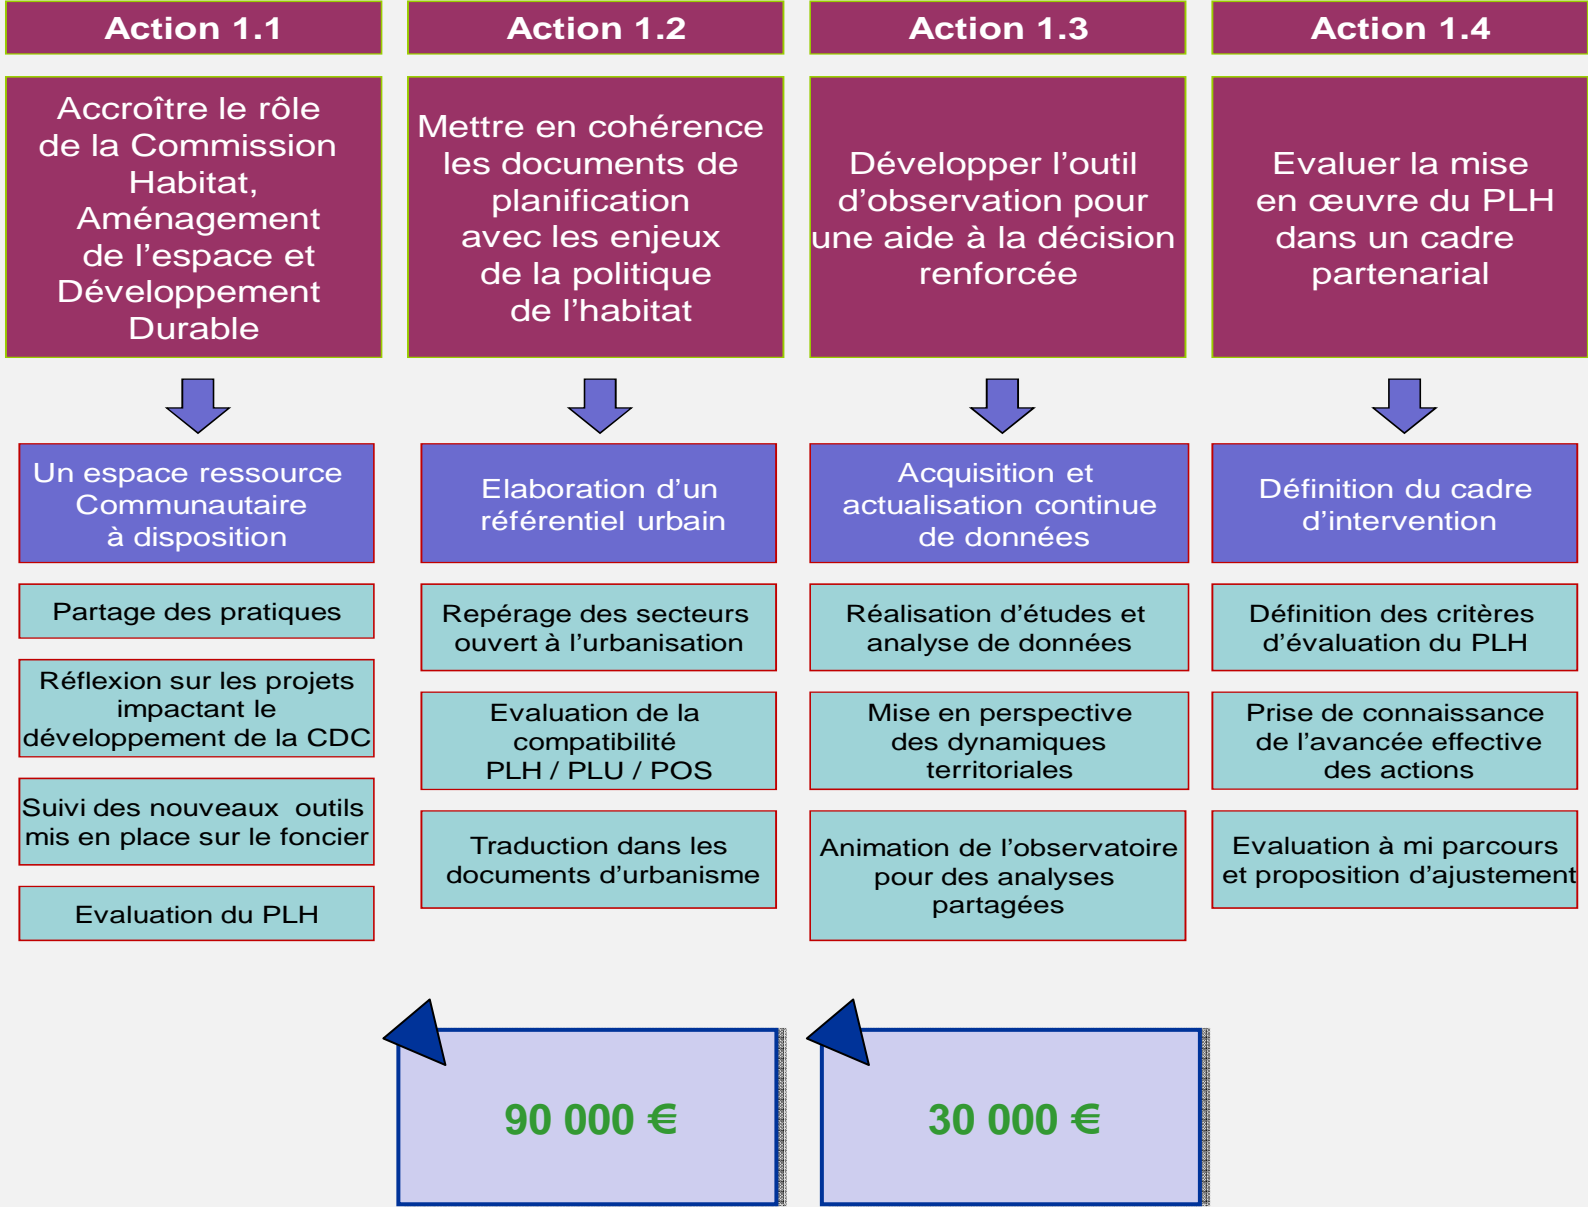 Action 1.1
Accroître le rôle
de la Commission
Habitat,
Aménagement
de l’espace et
Développement
Durable
Un espace ressource
Communautaire
à disposition
Partage des pratiques
Réflexion sur les projets
impactant le
développement de la CDC
Suivi des nouveaux outils
mis en place sur le foncier
Evaluation du PLH
Action 1.2
Mettre en cohérence
les documents de
planification
avec les enjeux
de la politique
de l’habitat
Elaboration d’un
référentiel urbain
Repérage des secteurs
ouvert à l’urbanisation
Evaluation de la
compatibilité
PLH / PLU / POS
Traduction dans les
documents d’urbanisme
90 000 €
Action 1.3
Développer l’outil
d’observation pour
une aide à la décision
renforcée
Acquisition et
actualisation continue
de données
Réalisation d’études et
analyse de données
Mise en perspective
des dynamiques
territoriales
Animation de l’observatoire
pour des analyses
partagées
30 000 €
Action 1.4
Evaluer la mise
en œuvre du PLH
dans un cadre
partenarial
Définition du cadre
d’intervention
Définition des critères
d’évaluation du PLH
Prise de connaissance
de l’avancée effective
des actions
Evaluation à mi parcours
et proposition d’ajustement